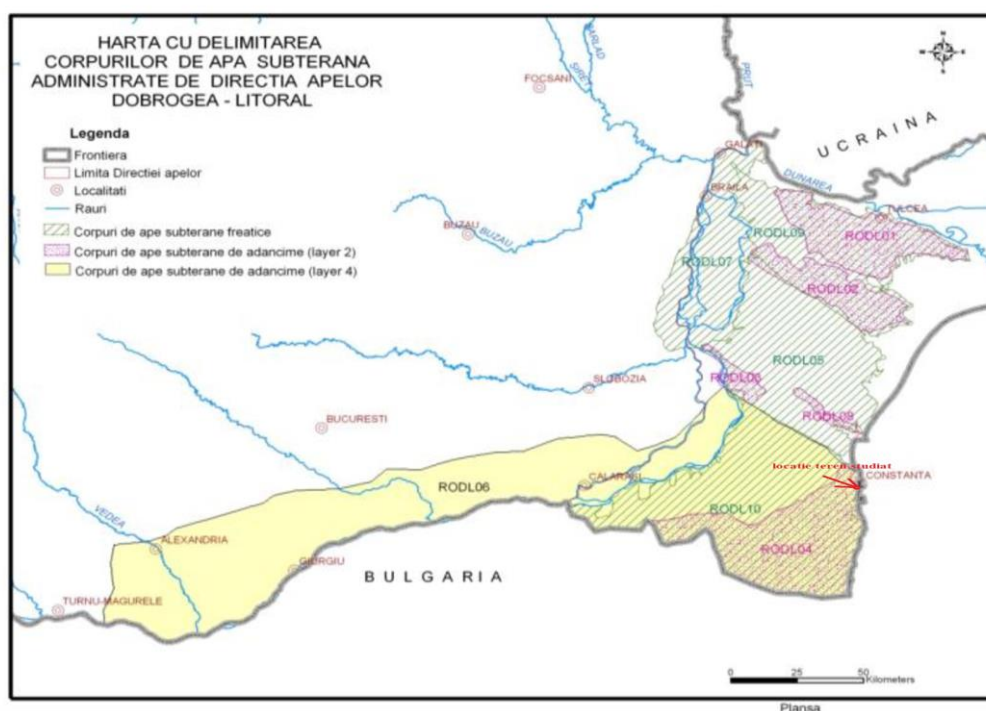 HARTA CU DELIMITAREA
CORPURILOR DE APA SUBTERANA
ADMINISTRATE DE DIRECTIA APELOR
DOBROGEA - LITORAL
Legenda
Frontiera
Limita Directiei apelor
Localitati
Rauri
Corpuri de ape subterane freatice
Corpuri de ape subterane de adancime (layer 2)
Corpuri de ape subterane de adancime (layer 4)
BARLAD
SIRET
PRUT
FOCSANI
UCRAINA
GALATI
DUNAREA
BRAILA
TULCEA
BUZAU
BUZAU
RODL09
RODL01
RODL07
RODL02
RODL05
SLOBOZIA
RODL03
RODL08
BUCURESTI
locatie teren studiat
CONSTANTA
CALARASI
RODL06
RODL10
VEDEA
ALEXANDRIA
RODL04
GIURGIU
BULGARIA
TURNU-MAGURELE
0 25 50
Kilometers
Plansa